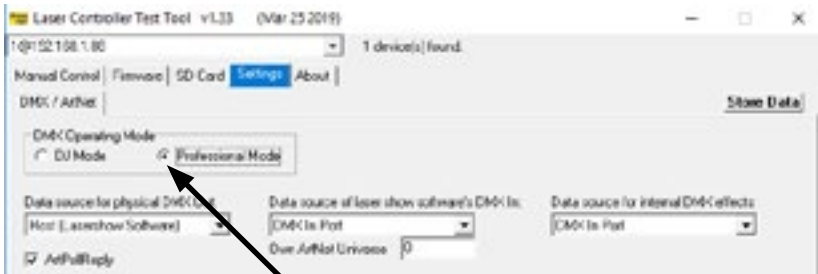 Laser Controller Test Tool v1.33 (Mar 25 2019)
1@192.168.1.86 1 device(s) found.
Manual Control Firmware SD Card Settings About
DMX / ArtNet Store Data
DMX Operating Mode
DJ Mode Professional Mode
Data source for physical DMX Out Data source of laser show software's DMX In: Data source for internal DMX effects
Host (Lasershow Software) DMX In Port DMX In Port
Own ArtNet Universe 0
ArtPollReply